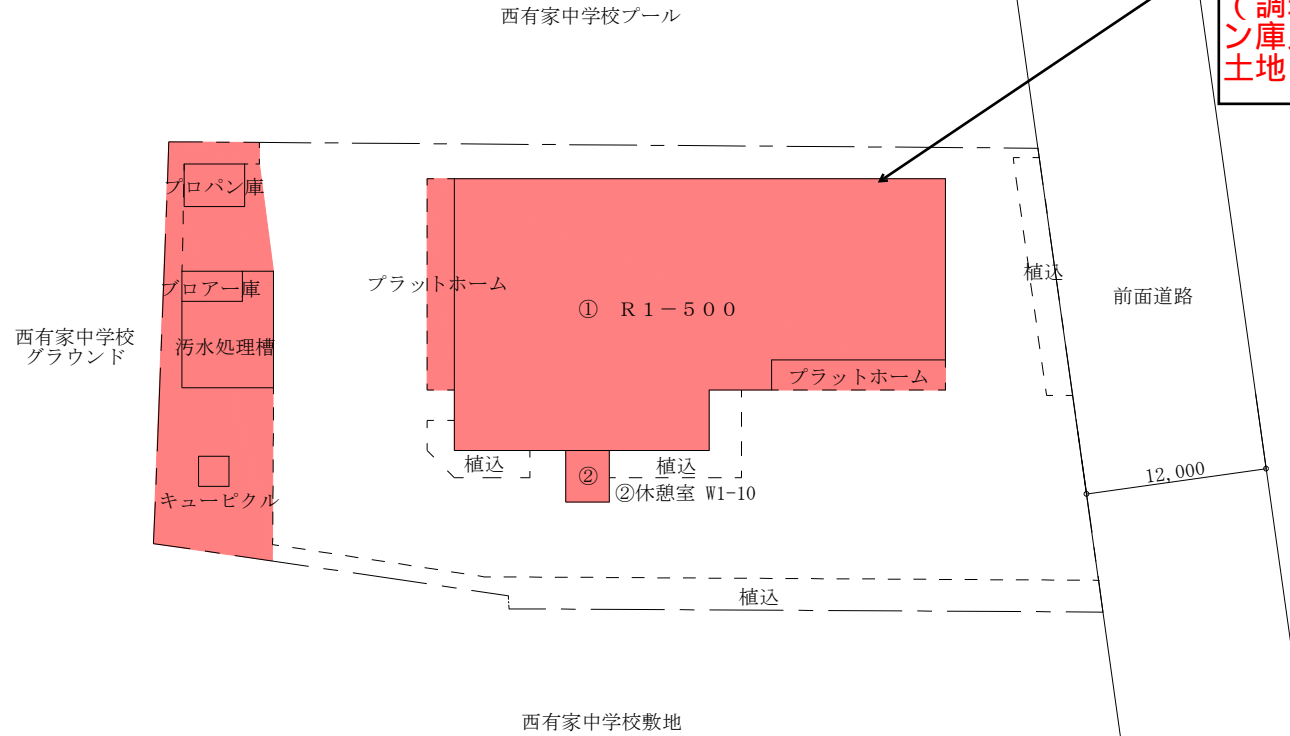 西有家中学校プール
（調
ン庫
土地
プロパン庫
プラットホーム
植込
ブロアー庫
① Ｒ１－５００
前面道路
西有家中学校
グラウンド
汚水処理槽
プラットホーム
植込
植込
②
12,000
②休憩室 W1-10
キューピクル
植込
西有家中学校敷地